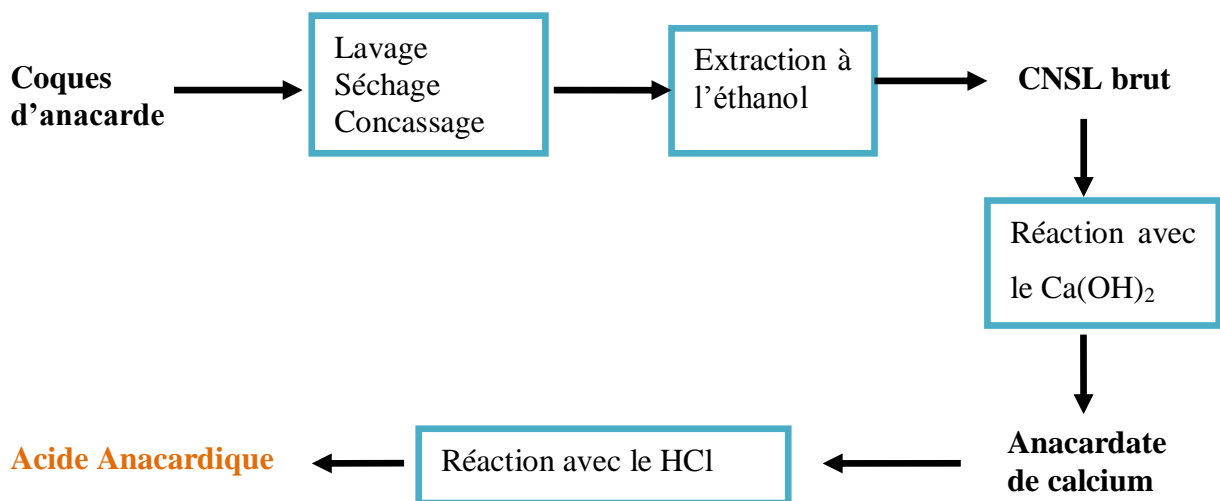 Coques
d’anacarde
Lavage
Séchage
Concassage
Extraction à
l’éthanol
CNSL brut
Réaction avec
le Ca(OH)₂
Anacardate
de calcium
Réaction avec le HCl
Acide Anacardique